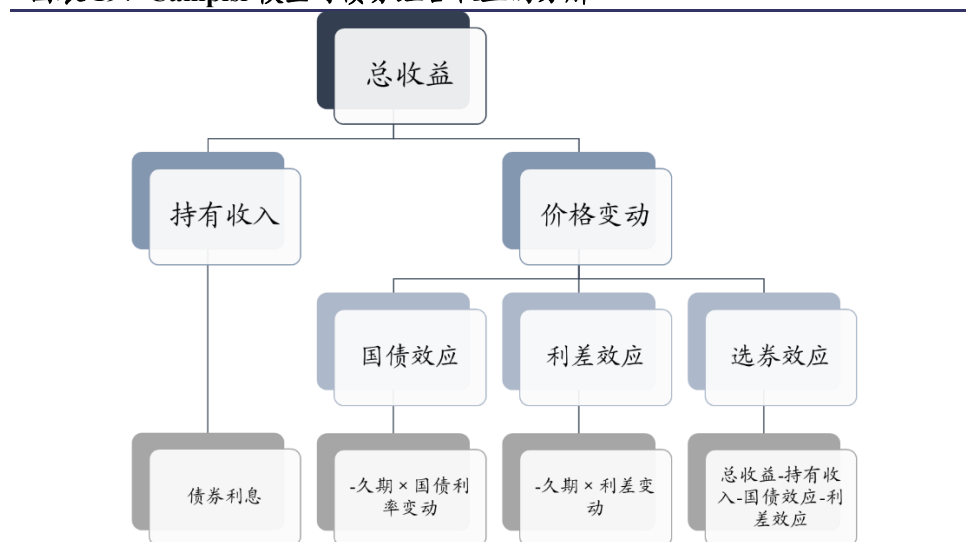 总收益
持有收入
价格变动
国债效应
利差效应
选券效应
债券利息
-久期×国债利
率变动
-久期×利差变
动
总收益-持有收
入-国债效应-利
差效应